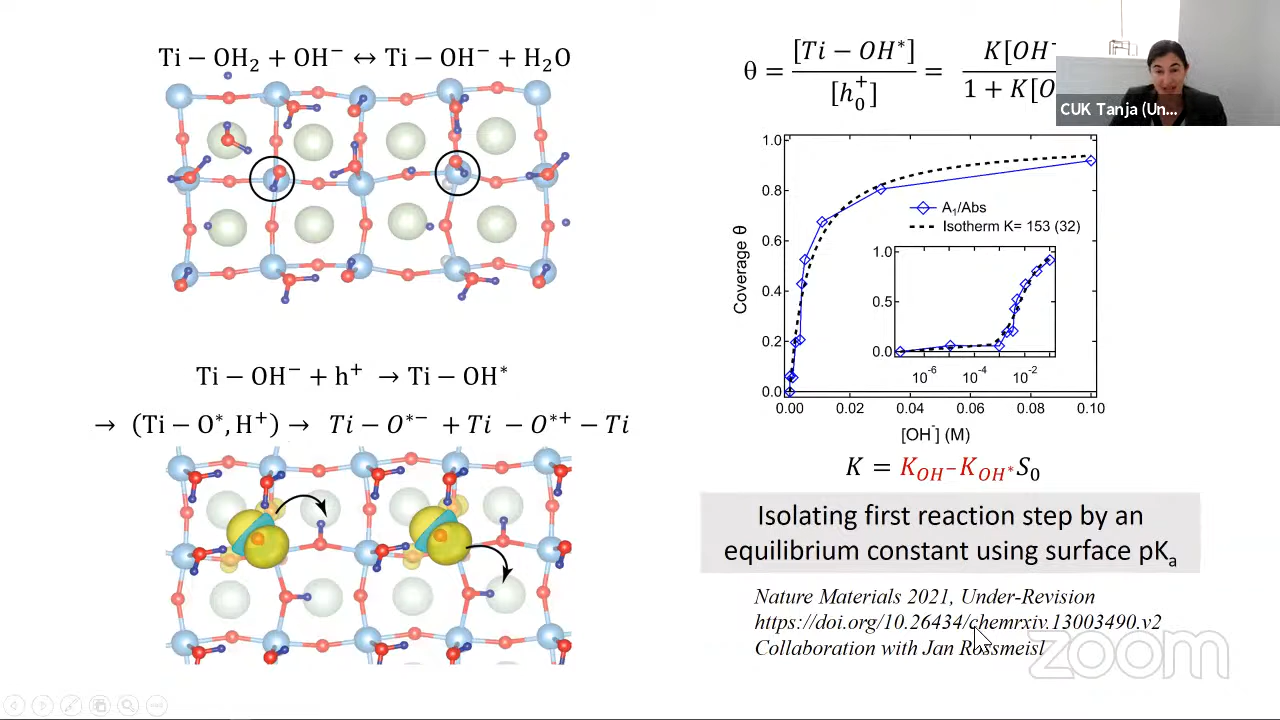 Ti − OH₂ + OH⁻ ↔ Ti − OH⁻ + H₂O
Ti − OH⁻ + h⁺ → Ti − OH*
→ (Ti − O*, H⁺) → Ti − O*⁻ + Ti − O*⁺ − Ti
θ = [Ti − OH*] / [h₀⁺] = K[OH⁻ / 1 + K[O
CUK Tanja (Un...
1.0
0.8
0.6
0.4
0.2
0.0
Coverage θ
A₁/Abs
Isotherm K= 153 (32)
1.0
0.5
0.0
10⁻⁶ 10⁻⁴ 10⁻²
0.00 0.02 0.04 0.06 0.08 0.10
[OH⁻] (M)
K = K_OH⁻ K_OH* S₀
Isolating first reaction step by an
equilibrium constant using surface pKₐ
Nature Materials 2021, Under-Revision
https://doi.org/10.26434/chemrxiv.13003490.v2
Collaboration with Jan Rossmeisl
zoom